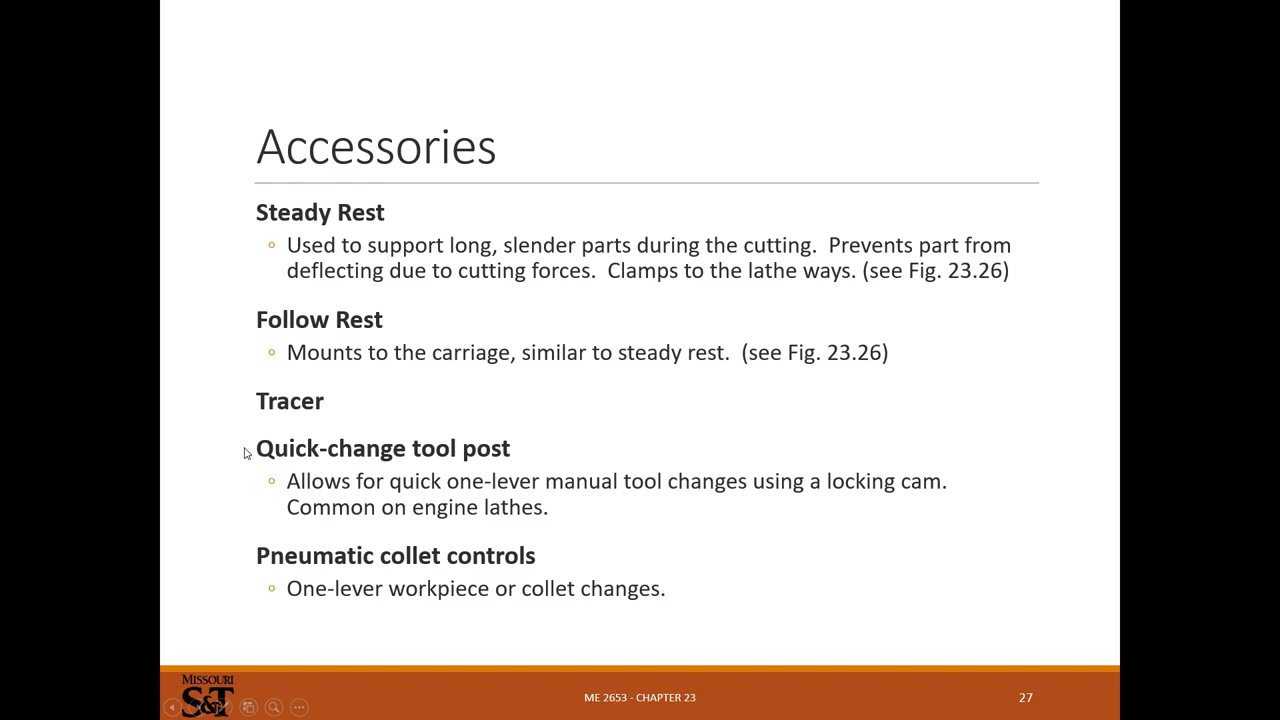 Accessories
Steady Rest
Used to support long, slender parts during the cutting.  Prevents part from
deflecting due to cutting forces.  Clamps to the lathe ways. (see Fig. 23.26)
Follow Rest
Mounts to the carriage, similar to steady rest.  (see Fig. 23.26)
Tracer
Quick-change tool post
Allows for quick one-lever manual tool changes using a locking cam.
Common on engine lathes.
Pneumatic collet controls
One-lever workpiece or collet changes.
MISSOURI
S&T
ME 2653 - CHAPTER 23
27